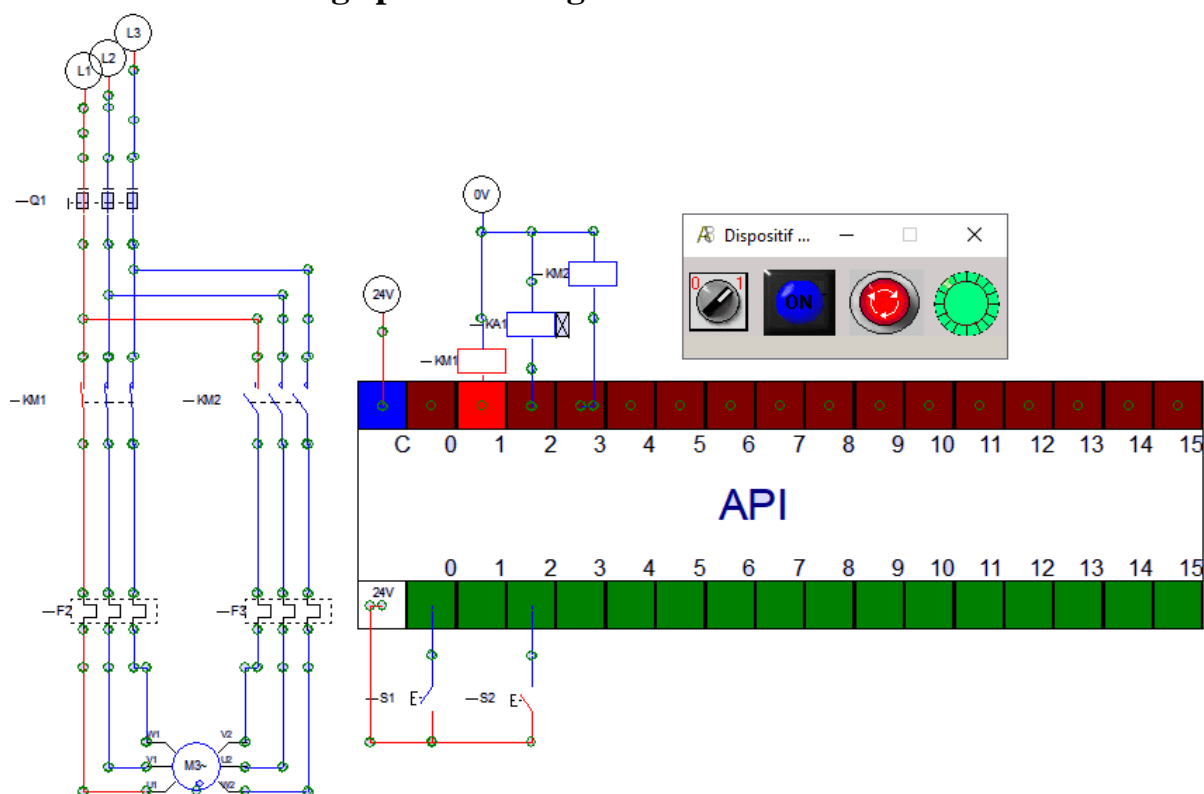 L3
L2
L1
Q1
0V
24V
KM2
KA1
KM1
Dispositif ...
0 1
ON
KM1
KM2
C 0 1 2 3 4 5 6 7 8 9 10 11 12 13 14 15
API
0 1 2 3 4 5 6 7 8 9 10 11 12 13 14 15
24V
F2
F3
S1 E
S2 E
W1 V2
V1 M3~ U2
U1 W2